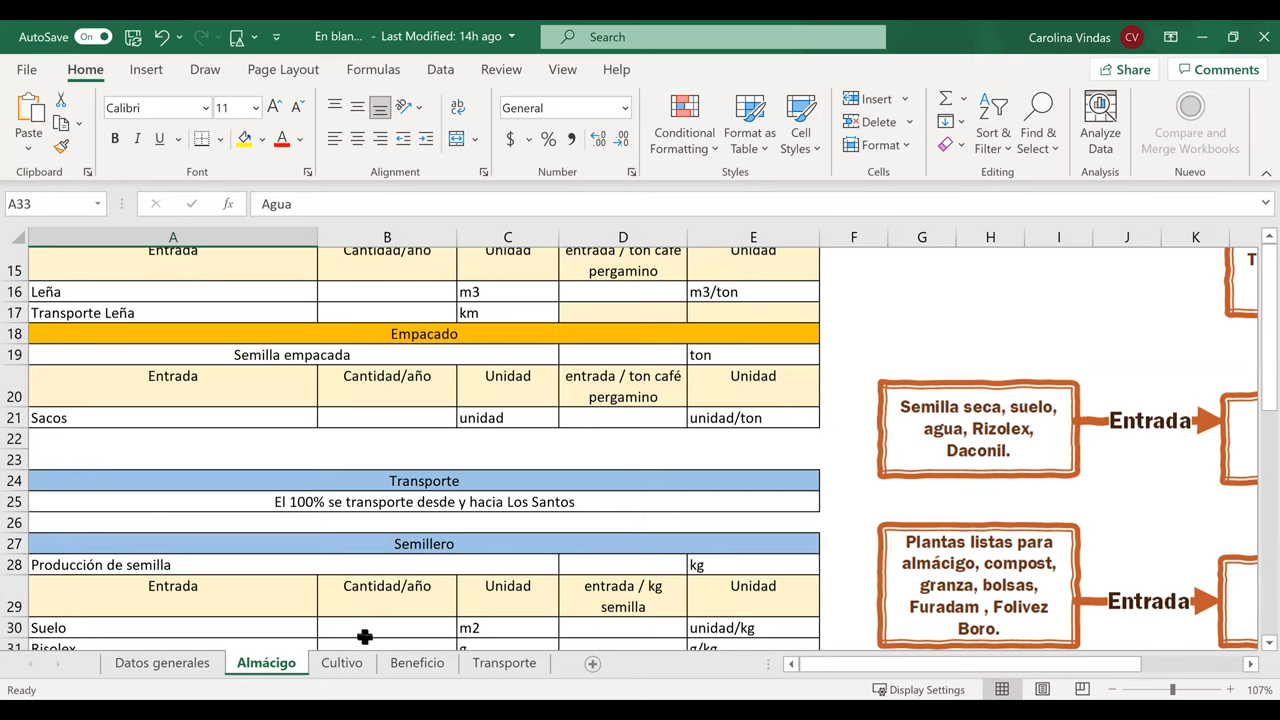 AutoSave On En blan... - Last Modified: 14h ago Search Carolina Vindas CV
File Home Insert Draw Page Layout Formulas Data Review View Help Share Comments
Paste Calibri 11 General Conditional Formatting Format as Table Cell Styles Insert Delete Format Sort & Filter Find & Select Analyze Data Compare and Merge Workbooks
Clipboard Font Alignment Number Styles Cells Editing Analysis Nuevo
A33 fx Agua
A B C D E F G H I J K
15 Entrada Cantidad/año Unidad entrada / ton café pergamino Unidad
16 Leña m3 m3/ton
17 Transporte Leña km
18 Empacado
19 Semilla empacada ton
20 Entrada Cantidad/año Unidad entrada / ton café pergamino Unidad
21 Sacos unidad unidad/ton
22
23
24 Transporte
25 El 100% se transporte desde y hacia Los Santos
26
27 Semillero
28 Producción de semilla kg
29 Entrada Cantidad/año Unidad entrada / kg semilla Unidad
30 Suelo m2 unidad/kg
31 Rizolex g g/kg
T
Semilla seca, suelo,
agua, Rizolex,
Daconil.
Entrada
Plantas listas para
almácigo, compost,
granza, bolsas,
Furadam , Folivez
Boro.
Entrada
Datos generales Almácigo Cultivo Beneficio Transporte
Ready Display Settings 107%